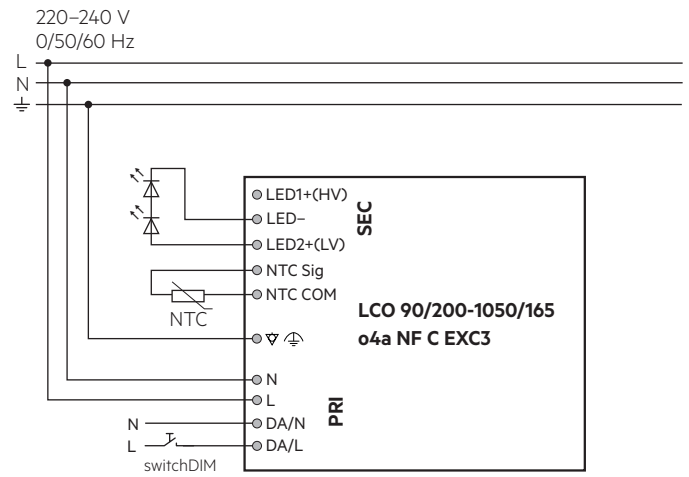 220–240 V
0/50/60 Hz
L
N
LED1+(HV)
LED–
LED2+(LV)
SEC
NTC Sig
NTC COM
NTC
LCO 90/200-1050/165
o4a NF C EXC3
N
L
PRI
N
DA/N
L
DA/L
switchDIM